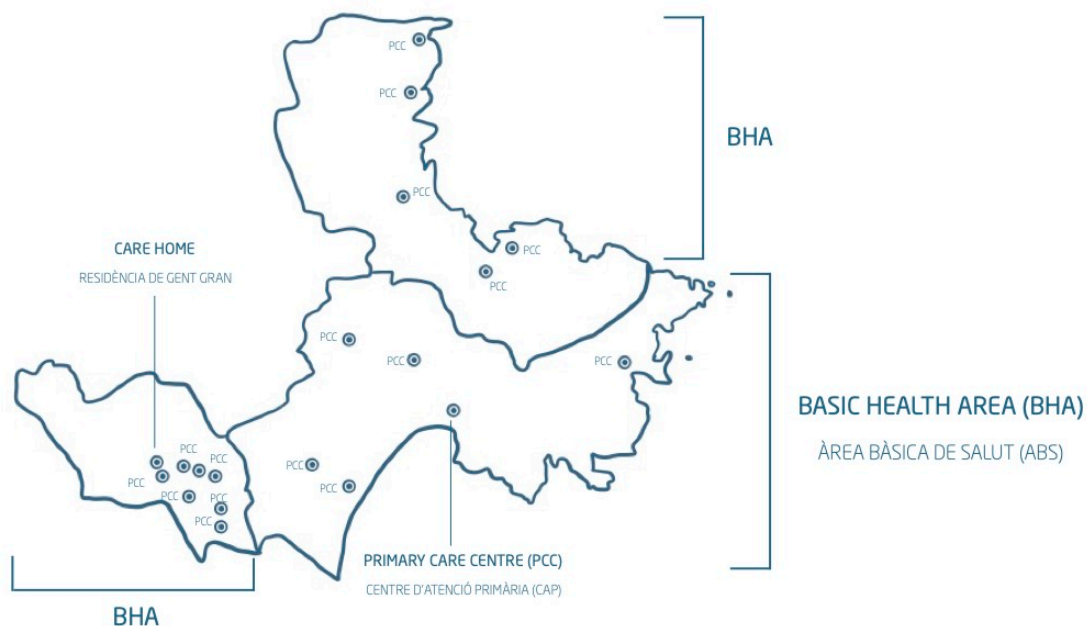 PCC
PCC
BHA
PCC
CARE HOME
RESIDÈNCIA DE GENT GRAN
PCC
PCC
PCC
PCC
PCC
BASIC HEALTH AREA (BHA)
ÀREA BÀSICA DE SALUT (ABS)
PCC
PCC
PCC
PCC
PCC
PCC
PCC
PCC
PRIMARY CARE CENTRE (PCC)
CENTRE D'ATENCIÓ PRIMÀRIA (CAP)
BHA